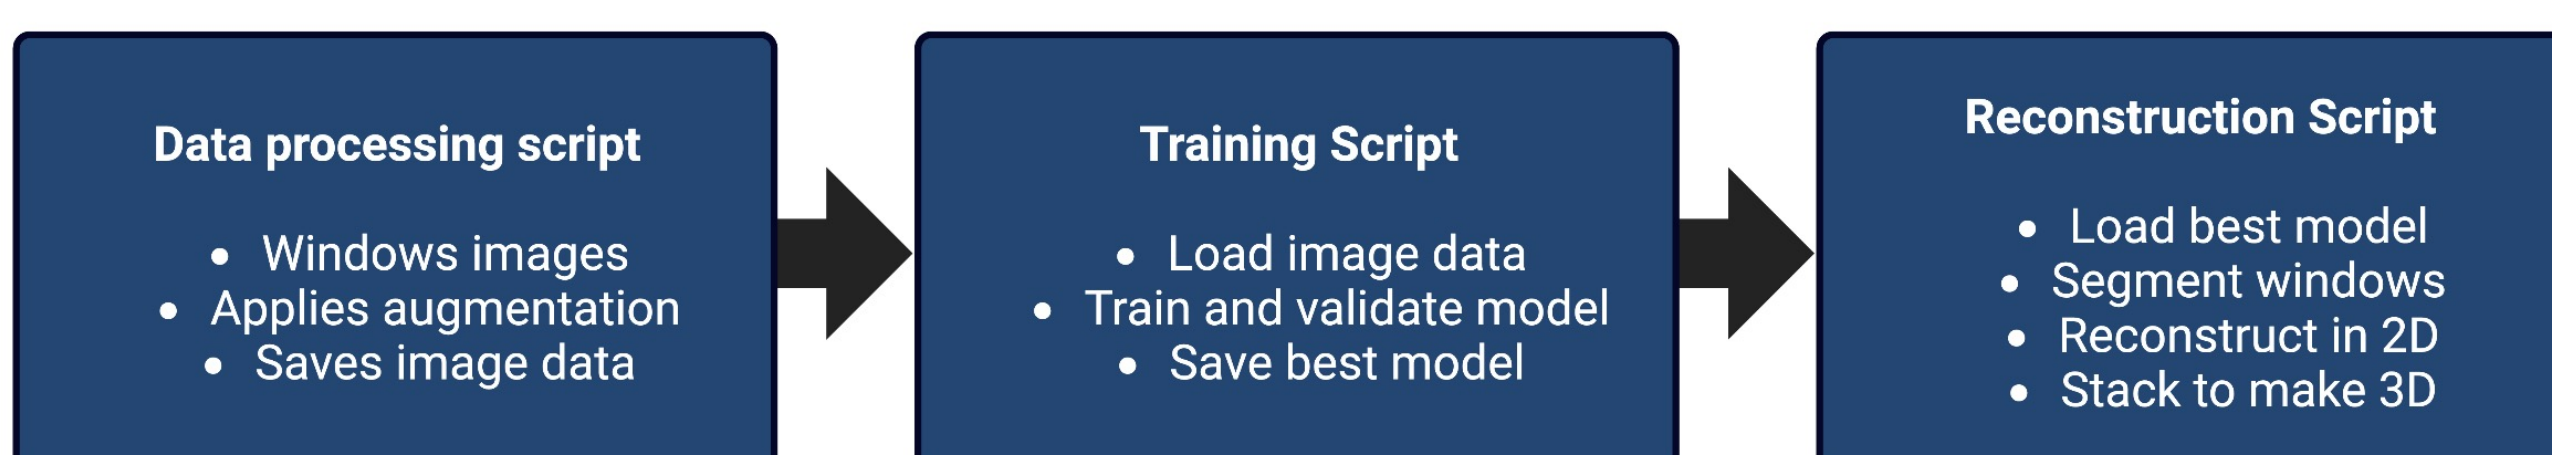 Data processing script
• Windows images
• Applies augmentation
• Saves image data
Training Script
• Load image data
• Train and validate model
• Save best model
Reconstruction Script
• Load best model
• Segment windows
• Reconstruct in 2D
• Stack to make 3D